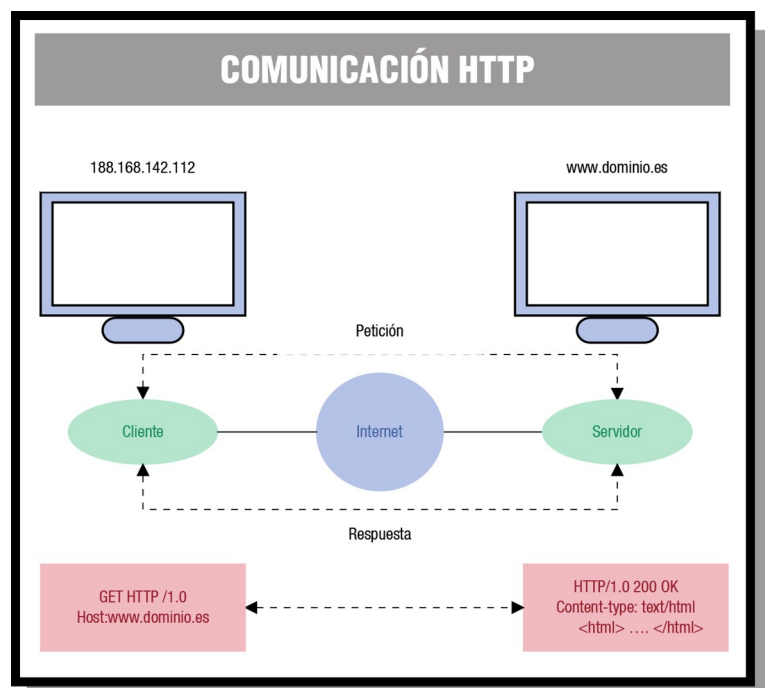 COMUNICACIÓN HTTP
188.168.142.112
www.dominio.es
Petición
Cliente
Internet
Servidor
Respuesta
GET HTTP /1.0
Host:www.dominio.es
HTTP/1.0 200 OK
Content-type: text/html
<html> .... </html>